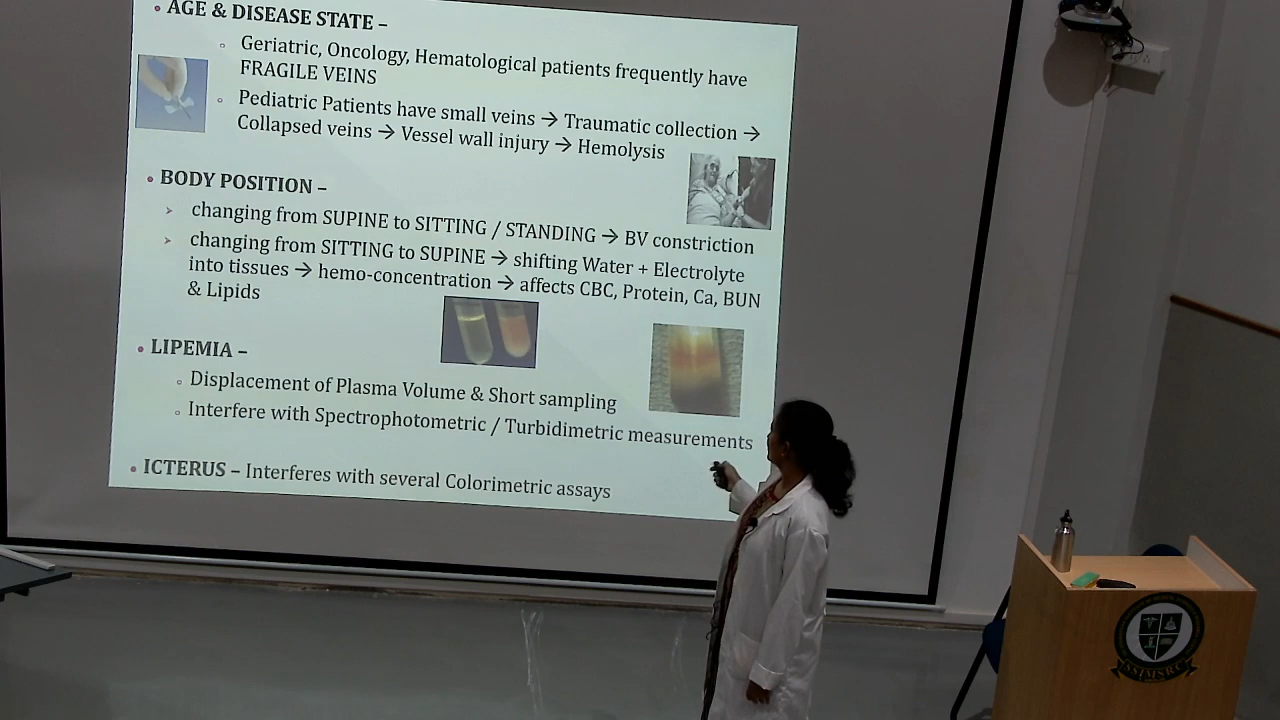 • AGE & DISEASE STATE –
◦ Geriatric, Oncology, Hematological patients frequently have
FRAGILE VEINS
◦ Pediatric Patients have small veins → Traumatic collection →
Collapsed veins → Vessel wall injury → Hemolysis
• BODY POSITION –
➢ changing from SUPINE to SITTING / STANDING → BV constriction
➢ changing from SITTING to SUPINE → shifting Water + Electrolyte
into tissues → hemo-concentration → affects CBC, Protein, Ca, BUN
& Lipids
• LIPEMIA –
◦ Displacement of Plasma Volume & Short sampling
◦ Interfere with Spectrophotometric / Turbidimetric measurements
• ICTERUS – Interferes with several Colorimetric assays
SSIMSRC